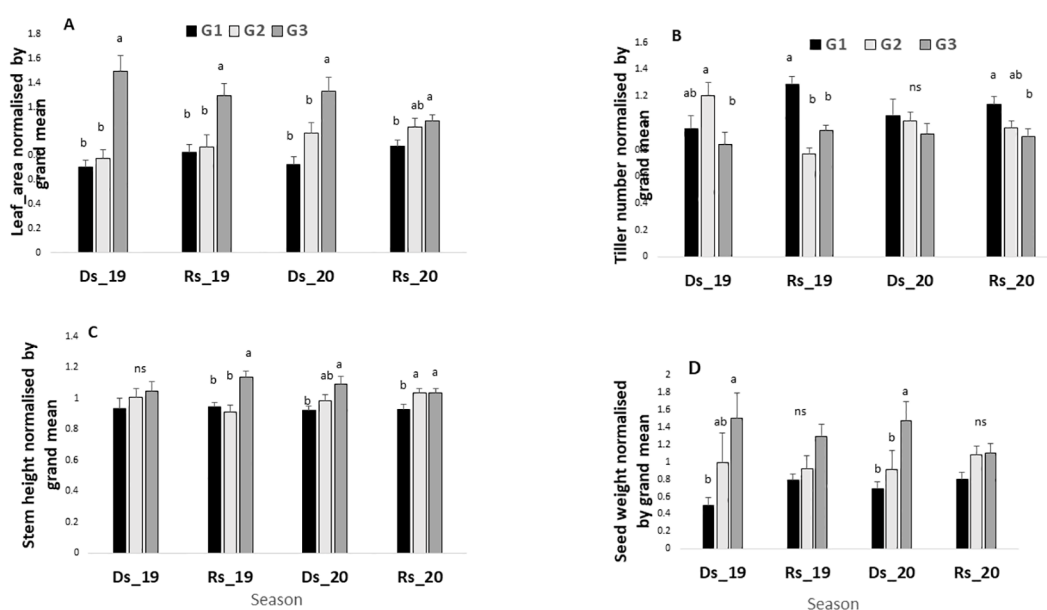 A
G1 G2 G3
Leaf_area normalised by
grand mean
1.8
1.6
1.4
1.2
1
0.8
0.6
0.4
0.2
0
b b a
b b a
b b a
b ab a
Ds_19 Rs_19 Ds_20 Rs_20
B
G1 G2 G3
Tiller number normalised by
grand mean
1.6
1.4
1.2
1
0.8
0.6
0.4
0.2
0
ab a b
a b b
ns
a ab b
Ds_19 Rs_19 Ds_20 Rs_20
C
Stem height normalised by
grand mean
1.4
1.2
1
0.8
0.6
0.4
0.2
0
ns
b b a
b ab a
b a a
Ds_19 Rs_19 Ds_20 Rs_20
Season
D
Seed weight normalised
by grand mean
2
1.8
1.6
1.4
1.2
1
0.8
0.6
0.4
0.2
0
b ab a
ns
b b a
ns
Ds_19 Rs_19 Ds_20 Rs_20
Season